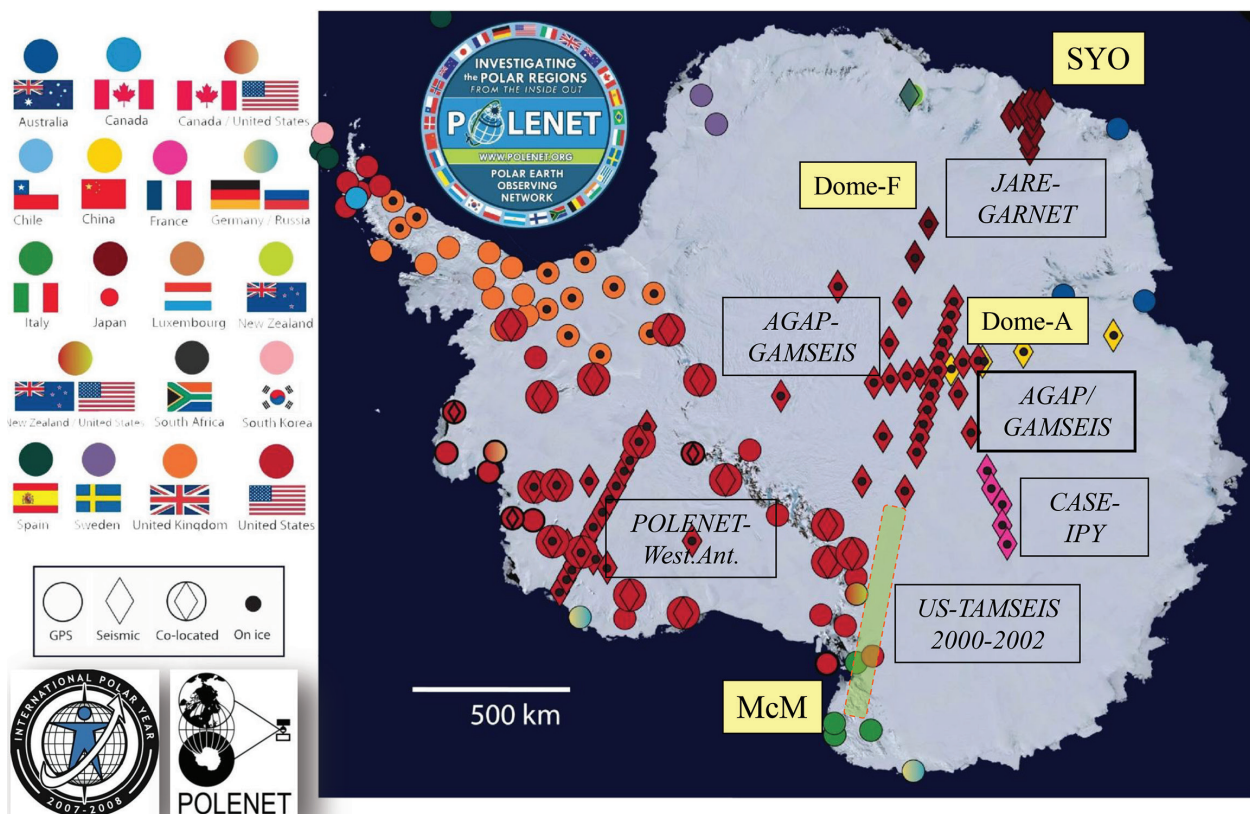 Australia
Canada
Canada / United States
Chile
China
France
Germany / Russia
Italy
Japan
Luxembourg
New Zealand
New Zealand / United States
South Africa
South Korea
Spain
Sweden
United Kingdom
United States
GPS
Seismic
Co-located
On ice
INTERNATIONAL POLAR YEAR
2007-2008
POLENET
INVESTIGATING
the POLAR REGIONS
FROM THE INSIDE OUT
POLENET
WWW.POLENET.ORG
POLAR EARTH
OBSERVING
NETWORK
SYO
JARE-
GARNET
Dome-F
AGAP-
GAMSEIS
Dome-A
AGAP/
GAMSEIS
CASE-
IPY
POLENET-
West.Ant.
US-TAMSEIS
2000-2002
McM
500 km